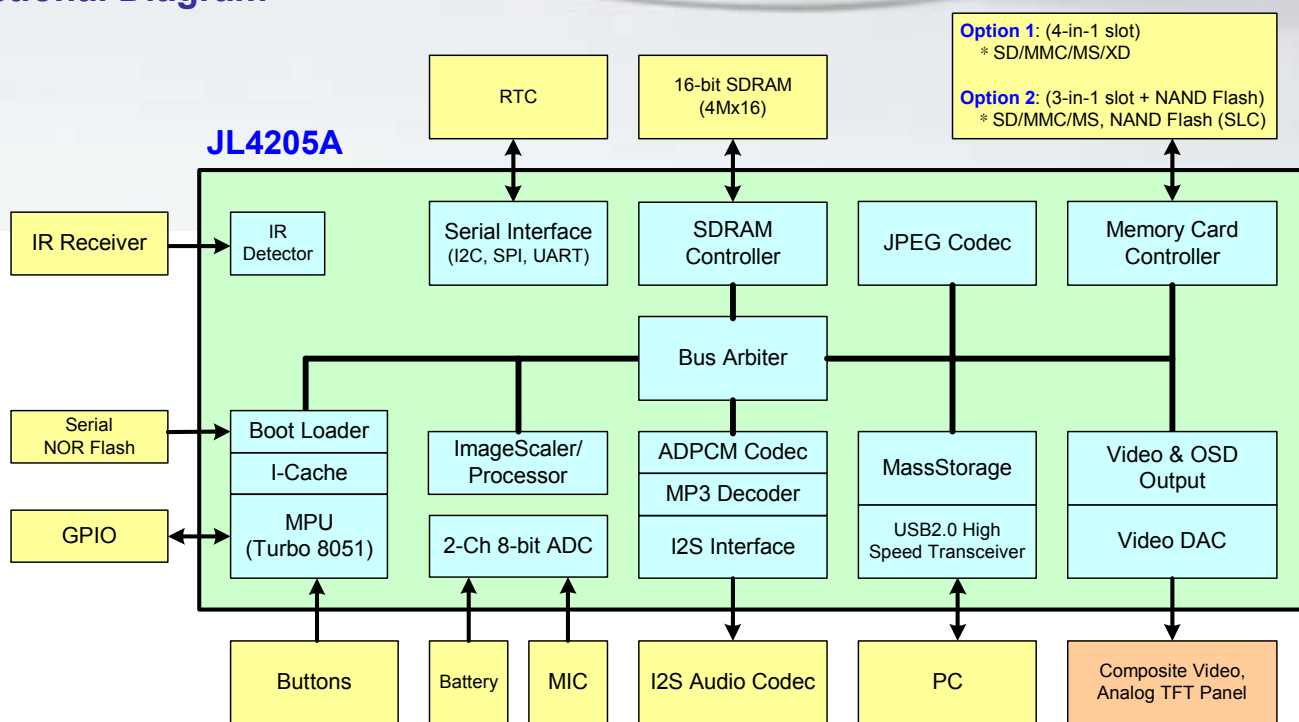 Option 1: (4-in-1 slot)
* SD/MMC/MS/XD
Option 2: (3-in-1 slot + NAND Flash)
* SD/MMC/MS, NAND Flash (SLC)
RTC
16-bit SDRAM
(4Mx16)
JL4205A
IR Receiver
IR
Detector
Serial Interface
(I2C, SPI, UART)
SDRAM
Controller
JPEG Codec
Memory Card
Controller
Bus Arbiter
Serial
NOR Flash
Boot Loader
I-Cache
MPU
(Turbo 8051)
GPIO
ImageScaler/
Processor
2-Ch 8-bit ADC
ADPCM Codec
MP3 Decoder
I2S Interface
MassStorage
USB2.0 High
Speed Transceiver
Video & OSD
Output
Video DAC
Buttons
Battery
MIC
I2S Audio Codec
PC
Composite Video,
Analog TFT Panel